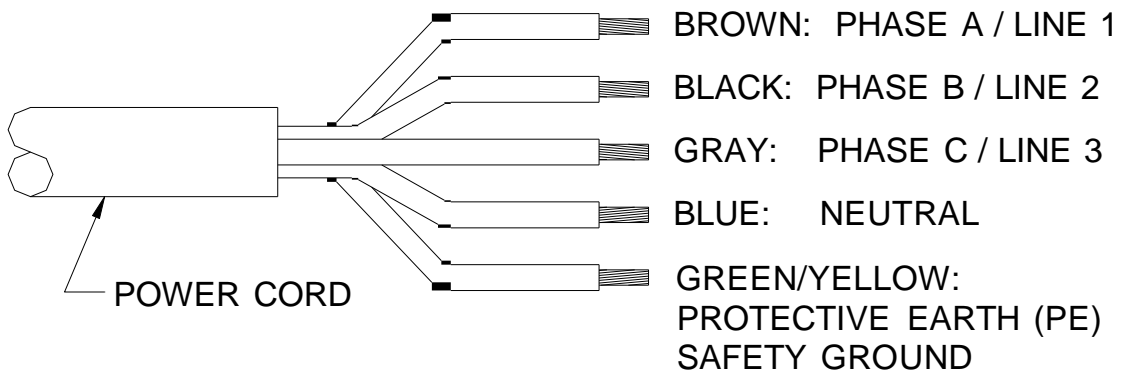 BROWN: PHASE A / LINE 1
BLACK: PHASE B / LINE 2
GRAY: PHASE C / LINE 3
BLUE: NEUTRAL
GREEN/YELLOW:
PROTECTIVE EARTH (PE)
SAFETY GROUND
POWER CORD